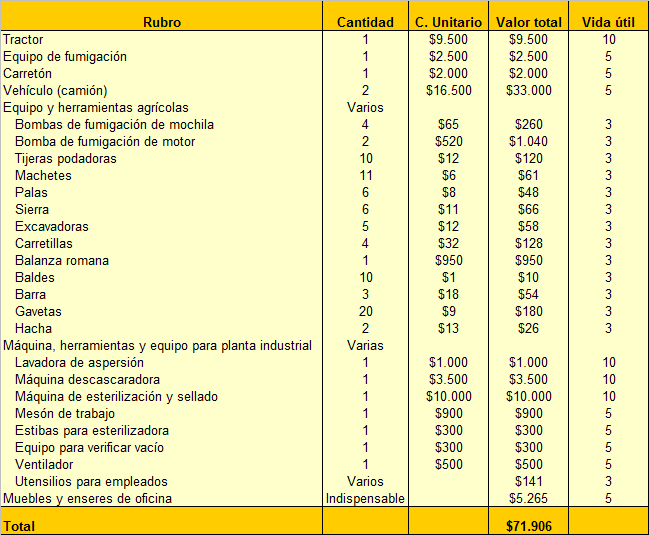 Rubro Cantidad C. Unitario Valor total Vida útil
Tractor 1 $9.500 $9.500 10
Equipo de fumigación 1 $2.500 $2.500 5
Carretón 1 $2.000 $2.000 5
Vehículo (camión) 2 $16.500 $33.000 5
Equipo y herramientas agrícolas Varios
Bombas de fumigación de mochila 4 $65 $260 3
Bomba de fumigación de motor 2 $520 $1.040 3
Tijeras podadoras 10 $12 $120 3
Machetes 11 $6 $61 3
Palas 6 $8 $48 3
Sierra 6 $11 $66 3
Excavadoras 5 $12 $58 3
Carretillas 4 $32 $128 3
Balanza romana 1 $950 $950 3
Baldes 10 $1 $10 3
Barra 3 $18 $54 3
Gavetas 20 $9 $180 3
Hacha 2 $13 $26 3
Máquina, herramientas y equipo para planta industrial Varias
Lavadora de aspersión 1 $1.000 $1.000 10
Máquina descascaradora 1 $3.500 $3.500 10
Máquina de esterilización y sellado 1 $10.000 $10.000 10
Mesón de trabajo 1 $900 $900 5
Estibas para esterilizadora 1 $300 $300 5
Equipo para verificar vacío 1 $300 $300 5
Ventilador 1 $500 $500 5
Utensilios para empleados Varios $141 3
Muebles y enseres de oficina Indispensable $5.265 5
Total $71.906